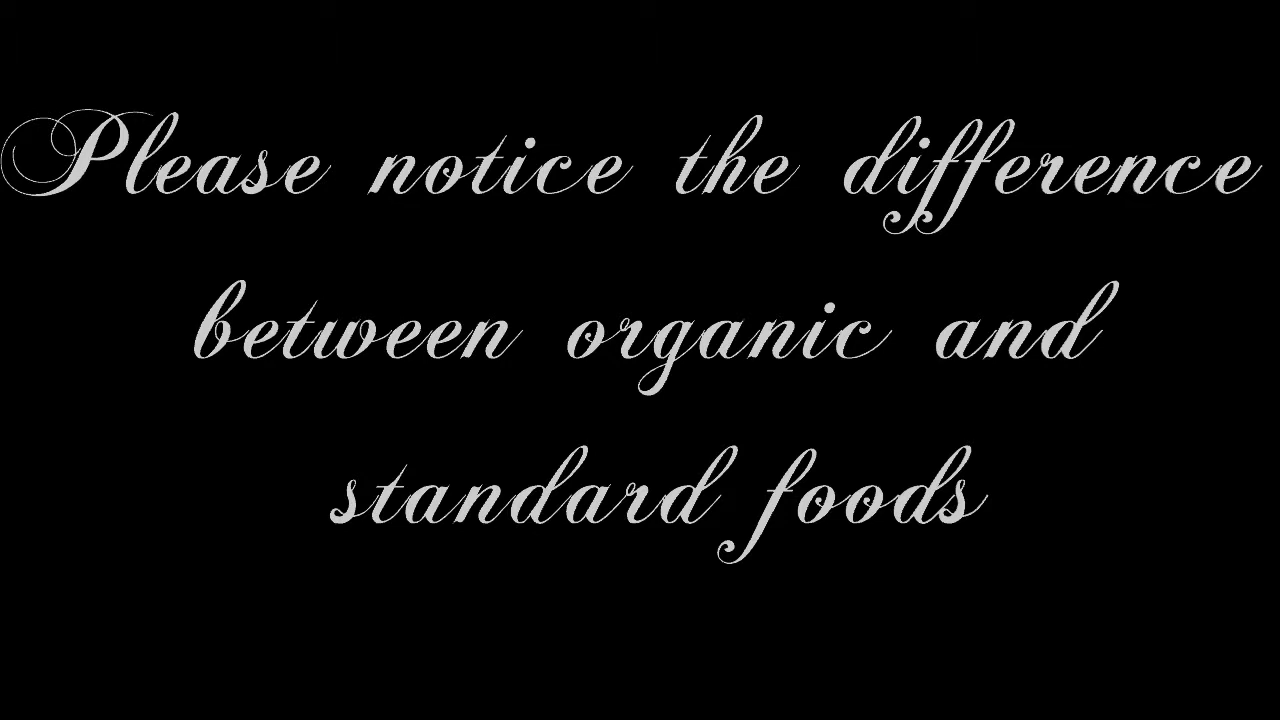 Please notice the difference
between organic and
standard foods